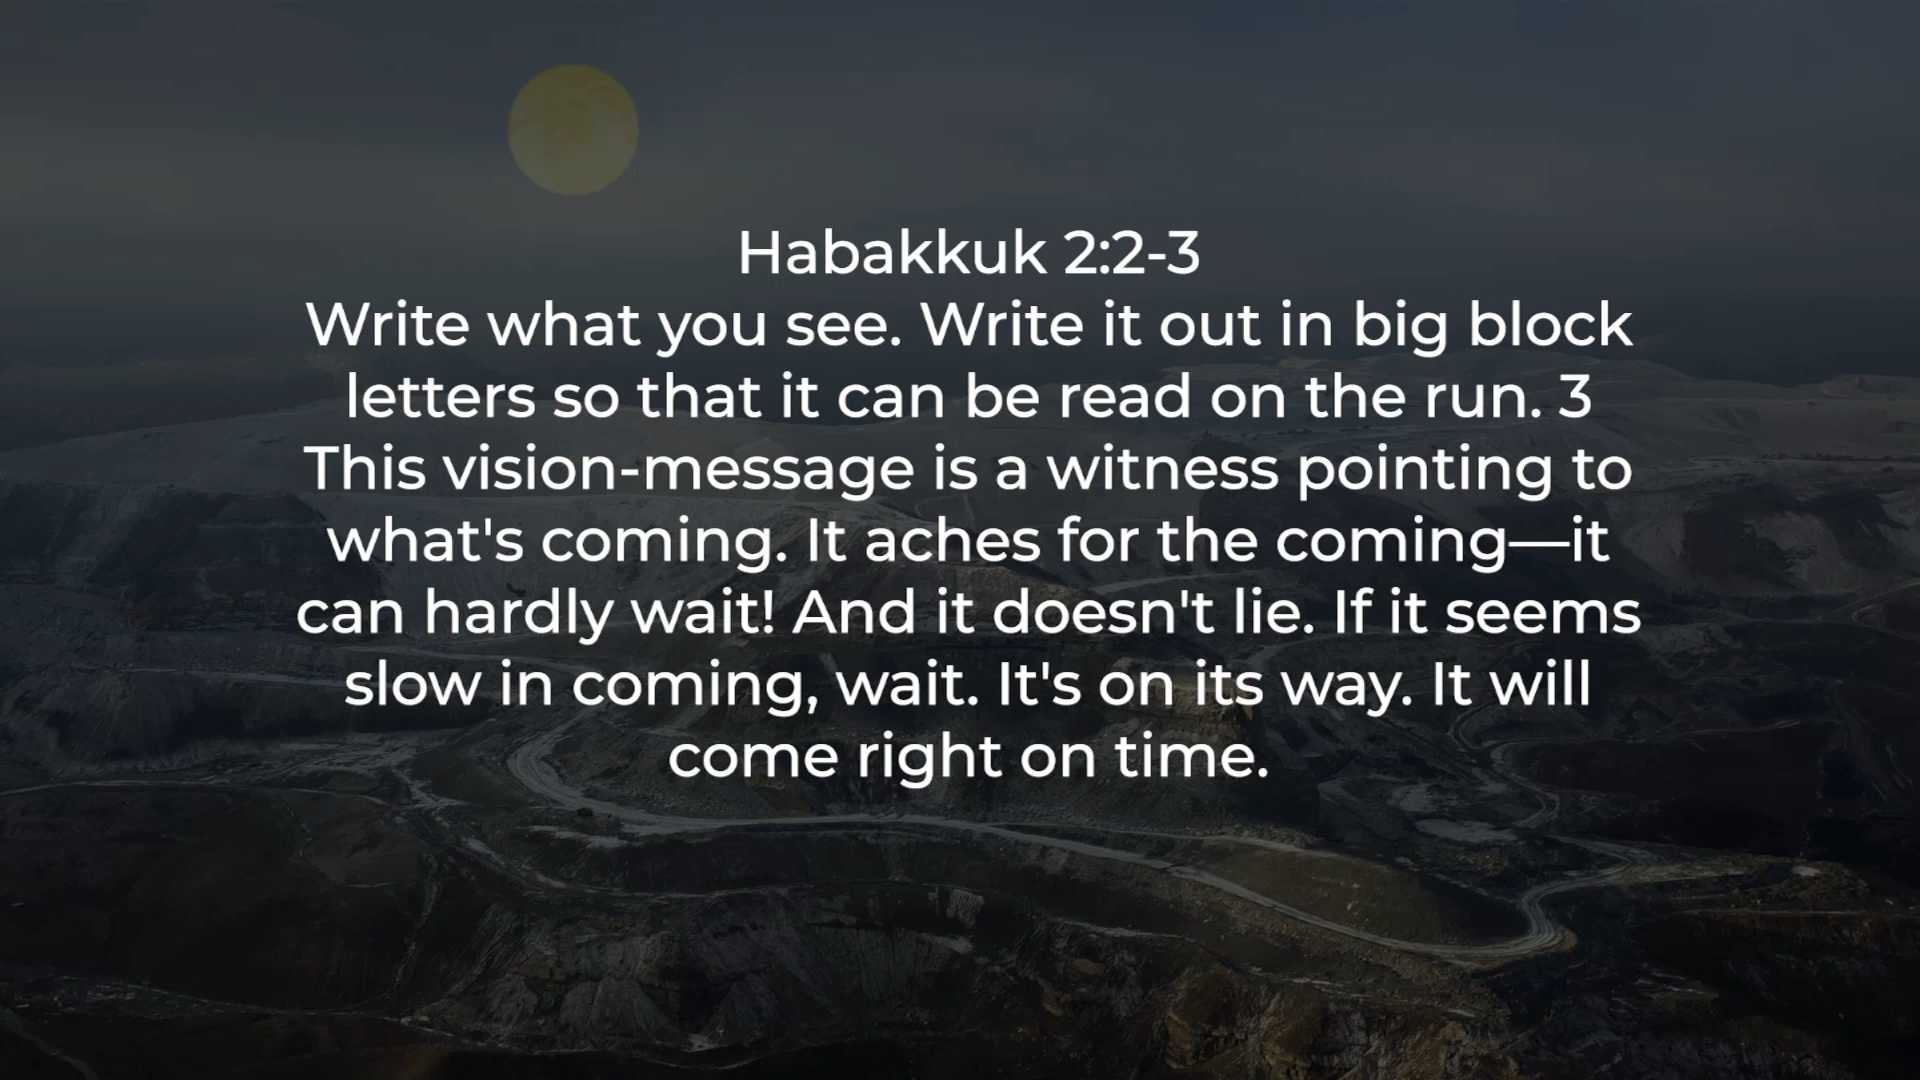 Habakkuk 2:2-3
Write what you see. Write it out in big block
letters so that it can be read on the run. 3
This vision-message is a witness pointing to
what's coming. It aches for the coming—it
can hardly wait! And it doesn't lie. If it seems
slow in coming, wait. It's on its way. It will
come right on time.